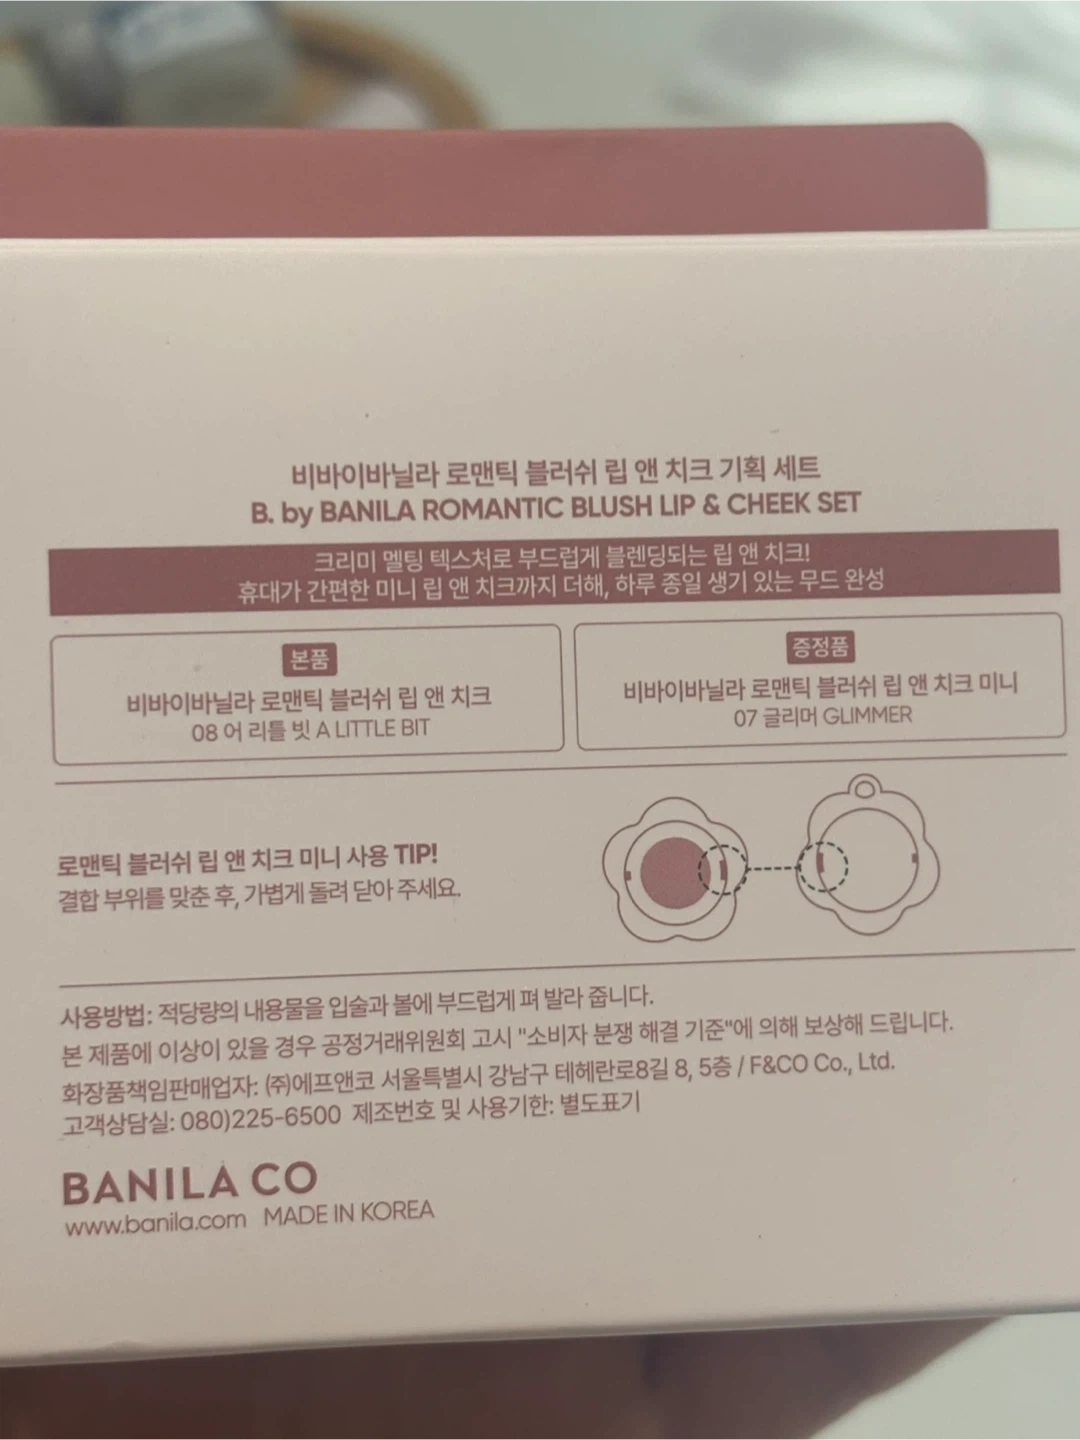 비바이바닐라 로맨틱 블러쉬 립 앤 치크 기획 세트
B. by BANILA ROMANTIC BLUSH LIP & CHEEK SET
크리미 멜팅 텍스처로 부드럽게 블렌딩되는 립 앤 치크!
휴대가 간편한 미니 립 앤 치크까지 더해, 하루 종일 생기 있는 무드 완성
본품
비바이바닐라 로맨틱 블러쉬 립 앤 치크
08 어 리틀 빗 A LITTLE BIT
증정품
비바이바닐라 로맨틱 블러쉬 립 앤 치크 미니
07 글리머 GLIMMER
로맨틱 블러쉬 립 앤 치크 미니 사용 TIP!
결합 부위를 맞춘 후, 가볍게 돌려 닫아 주세요.
사용방법: 적당량의 내용물을 입술과 볼에 부드럽게 펴 발라 줍니다.
본 제품에 이상이 있을 경우 공정거래위원회 고시 "소비자 분쟁 해결 기준"에 의해 보상해 드립니다.
화장품책임판매업자: (주)에프앤코 서울특별시 강남구 테헤란로8길 8, 5층 / F&CO Co., Ltd.
고객상담실: 080)225-6500 제조번호 및 사용기한: 별도표기
BANILA CO
www.banila.com MADE IN KOREA